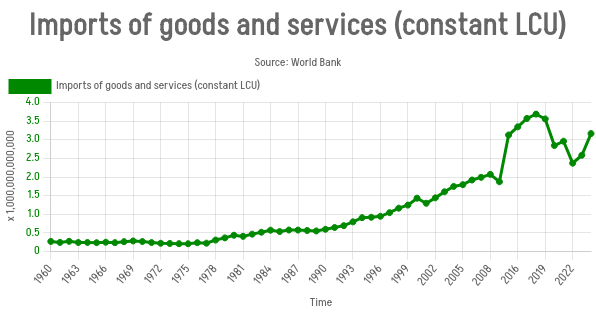 Imports of goods and services (constant LCU)
Source: World Bank
Imports of goods and services (constant LCU)
x 1,000,000,000,000
4.0
3.5
3.0
2.5
2.0
1.5
1.0
0.5
0
1960 1963 1966 1969 1972 1975 1978 1981 1984 1987 1990 1993 1996 1999 2002 2005 2008 2016 2019 2022
Time